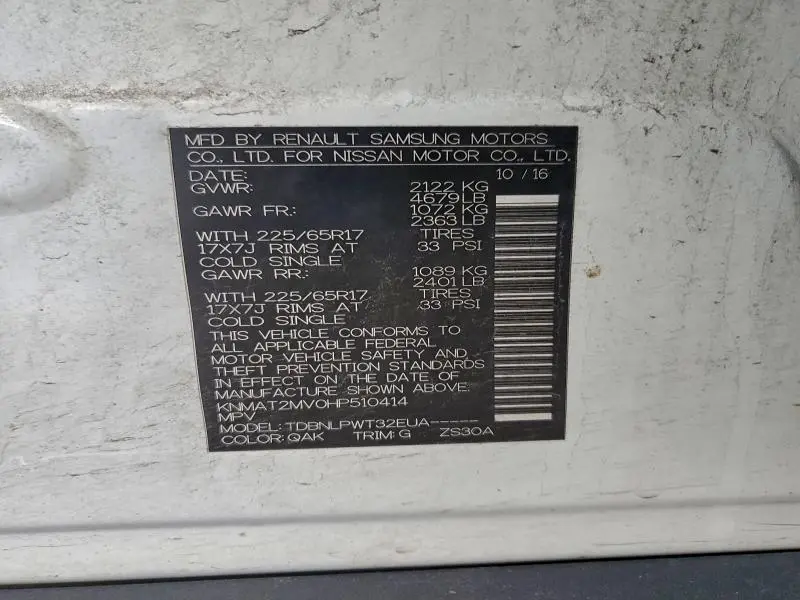 MFD BY RENAULT SAMSUNG MOTORS
CO., LTD. FOR NISSAN MOTOR CO., LTD.
DATE: 10 / 16
GVWR: 2122 KG
4679LB
GAWR FR.: 1072 KG
2363 LB
WITH 225/65R17 TIRES
17X7J RIMS AT 33 PSI
COLD SINGLE
GAWR RR.: 1089 KG
2401 LB
WITH 225/65R17 TIRES
17X7J RIMS AT 33 PSI
COLD SINGLE
THIS VEHICLE CONFORMS TO
ALL APPLICABLE FEDERAL
MOTOR VEHICLE SAFETY AND
THEFT PREVENTION STANDARDS
IN EFFECT ON THE DATE OF
MANUFACTURE SHOWN ABOVE.
KNMAT2MV0HP510414
MPV
MODEL: TDBNLPWT32EUA-----
COLOR: QAK TRIM: G ZS30A